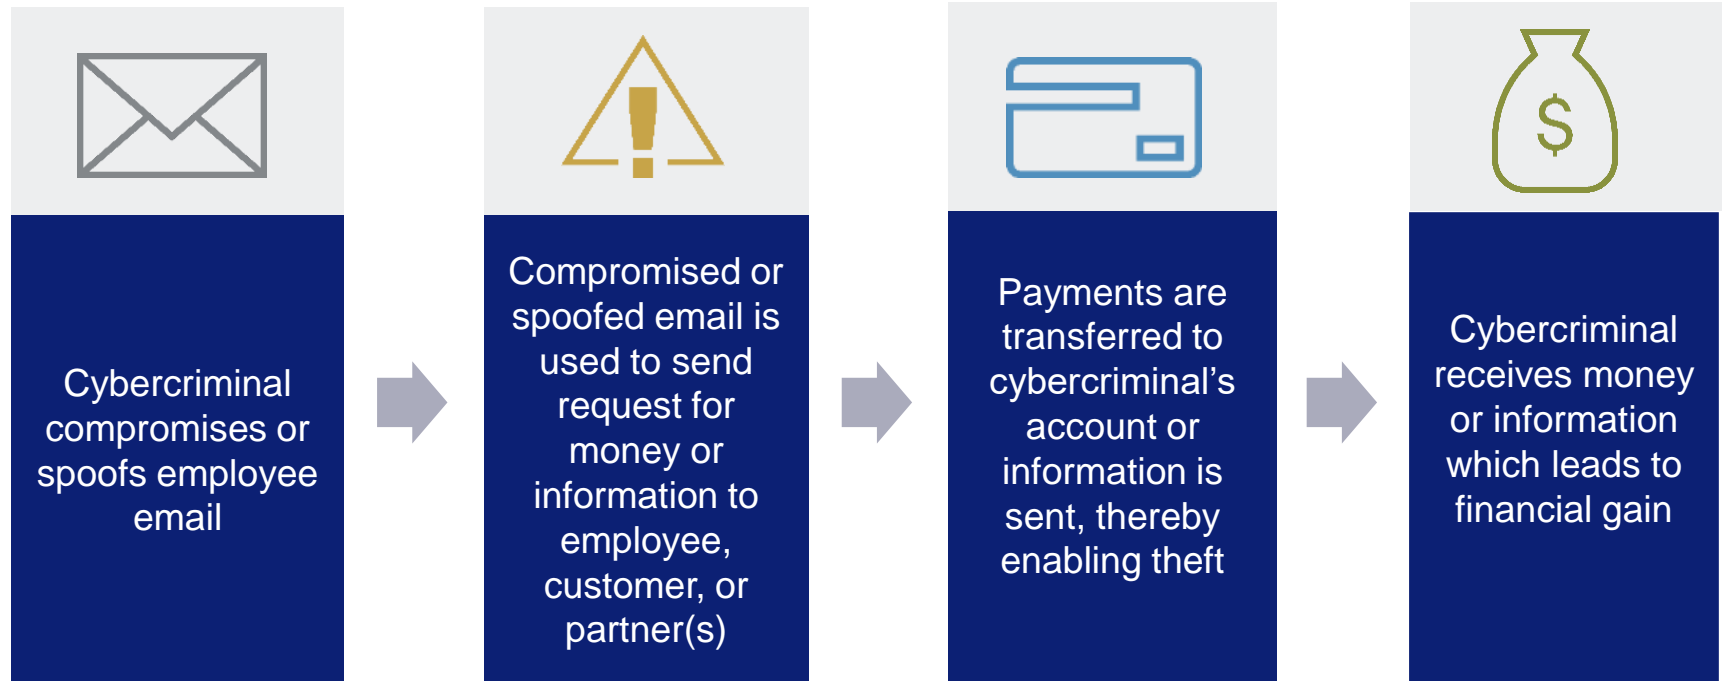 Cybercriminal
compromises or
spoofs employee
email
Compromised or
spoofed email is
used to send
request for
money or
information to
employee,
customer, or
partner(s)
Payments are
transferred to
cybercriminal’s
account or
information is
sent, thereby
enabling theft
$
Cybercriminal
receives money
or information
which leads to
financial gain